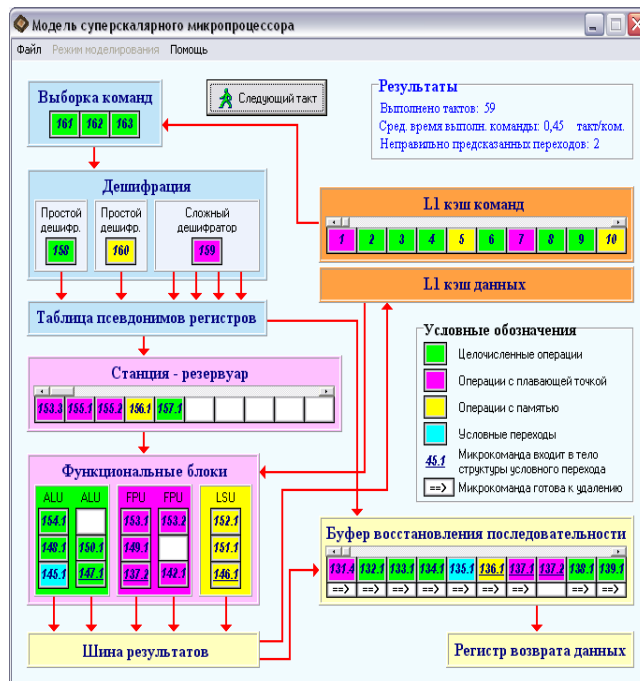 Модель суперскалярного микропроцессора
Файл Режим моделирования Помощь
Выборка команд
161 162 163
Следующий такт
Результаты
Выполнено тактов: 59
Сред. время выполн. команды: 0,45 такт/ком.
Неправильно предсказанных переходов: 2
Дешифрация
Простой дешифр.
158
Простой дешифр.
160
Сложный дешифратор
159
L1 кэш команд
1 2 3 4 5 6 7 8 9 10
L1 кэш данных
Таблица псевдонимов регистров
Условные обозначения
Целочисленные операции
Операции с плавающей точкой
Операции с памятью
Условные переходы
45.1 Микрокоманда входит в тело
структуры условного перехода
==> Микрокоманда готова к удалению
Станция - резервуар
153.3 155.1 155.2 156.1 157.1
Функциональные блоки
ALU ALU FPU FPU LSU
154.1 153.1 153.2 152.1
148.1 150.1 149.1 151.1
145.1 147.1 137.2 142.1 146.1
Буфер восстановления последовательности
131.4 132.1 133.1 134.1 135.1 136.1 137.1 137.2 138.1 139.1
==> ==> ==> ==> ==> ==> ==> ==> ==>
Шина результатов
Регистр возврата данных